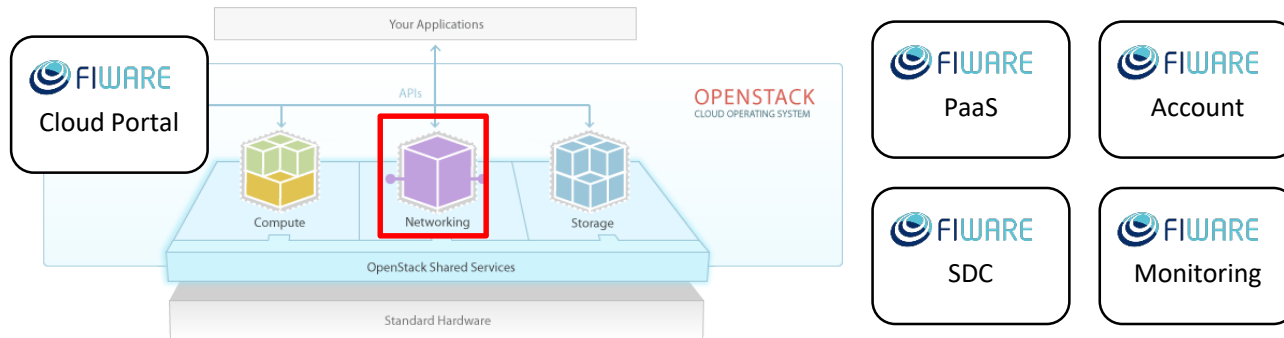 Your Applications
FIWARE
Cloud Portal
APIs
OPENSTACK
CLOUD OPERATING SYSTEM
Compute
Networking
Storage
OpenStack Shared Services
Standard Hardware
FIWARE
PaaS
FIWARE
Account
FIWARE
SDC
FIWARE
Monitoring